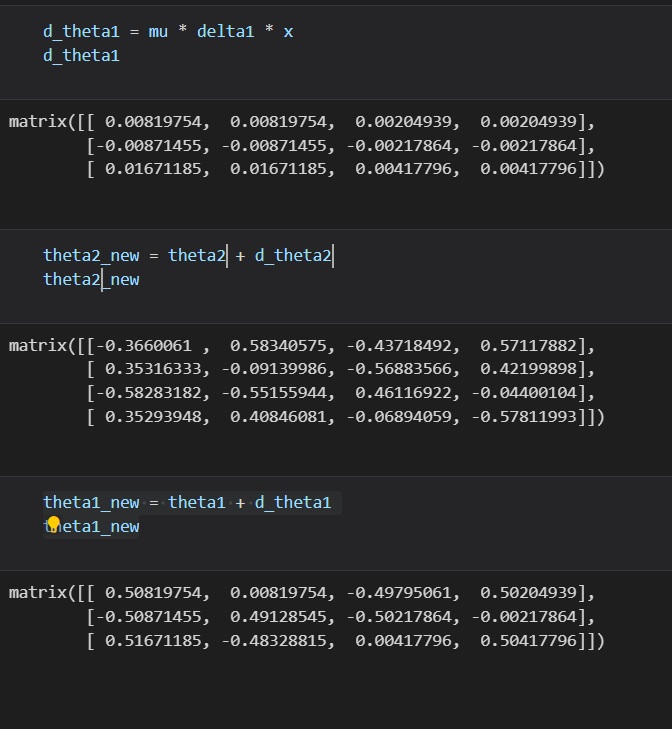 d_theta1 = mu * delta1 * x
d_theta1
matrix([[ 0.00819754,  0.00819754,  0.00204939,  0.00204939],
        [-0.00871455, -0.00871455, -0.00217864, -0.00217864],
        [ 0.01671185,  0.01671185,  0.00417796,  0.00417796]])
theta2_new = theta2 + d_theta2
theta2_new
matrix([[-0.3660061 ,  0.58340575, -0.43718492,  0.57117882],
        [ 0.35316333, -0.09139986, -0.56883566,  0.42199898],
        [-0.58283182, -0.55155944,  0.46116922, -0.04400104],
        [ 0.35293948,  0.40846081, -0.06894059, -0.57811993]])
theta1_new = theta1 + d_theta1
theta1_new
matrix([[ 0.50819754,  0.00819754, -0.49795061,  0.50204939],
        [-0.50871455,  0.49128545, -0.50217864, -0.00217864],
        [ 0.51671185, -0.48328815,  0.00417796,  0.50417796]])